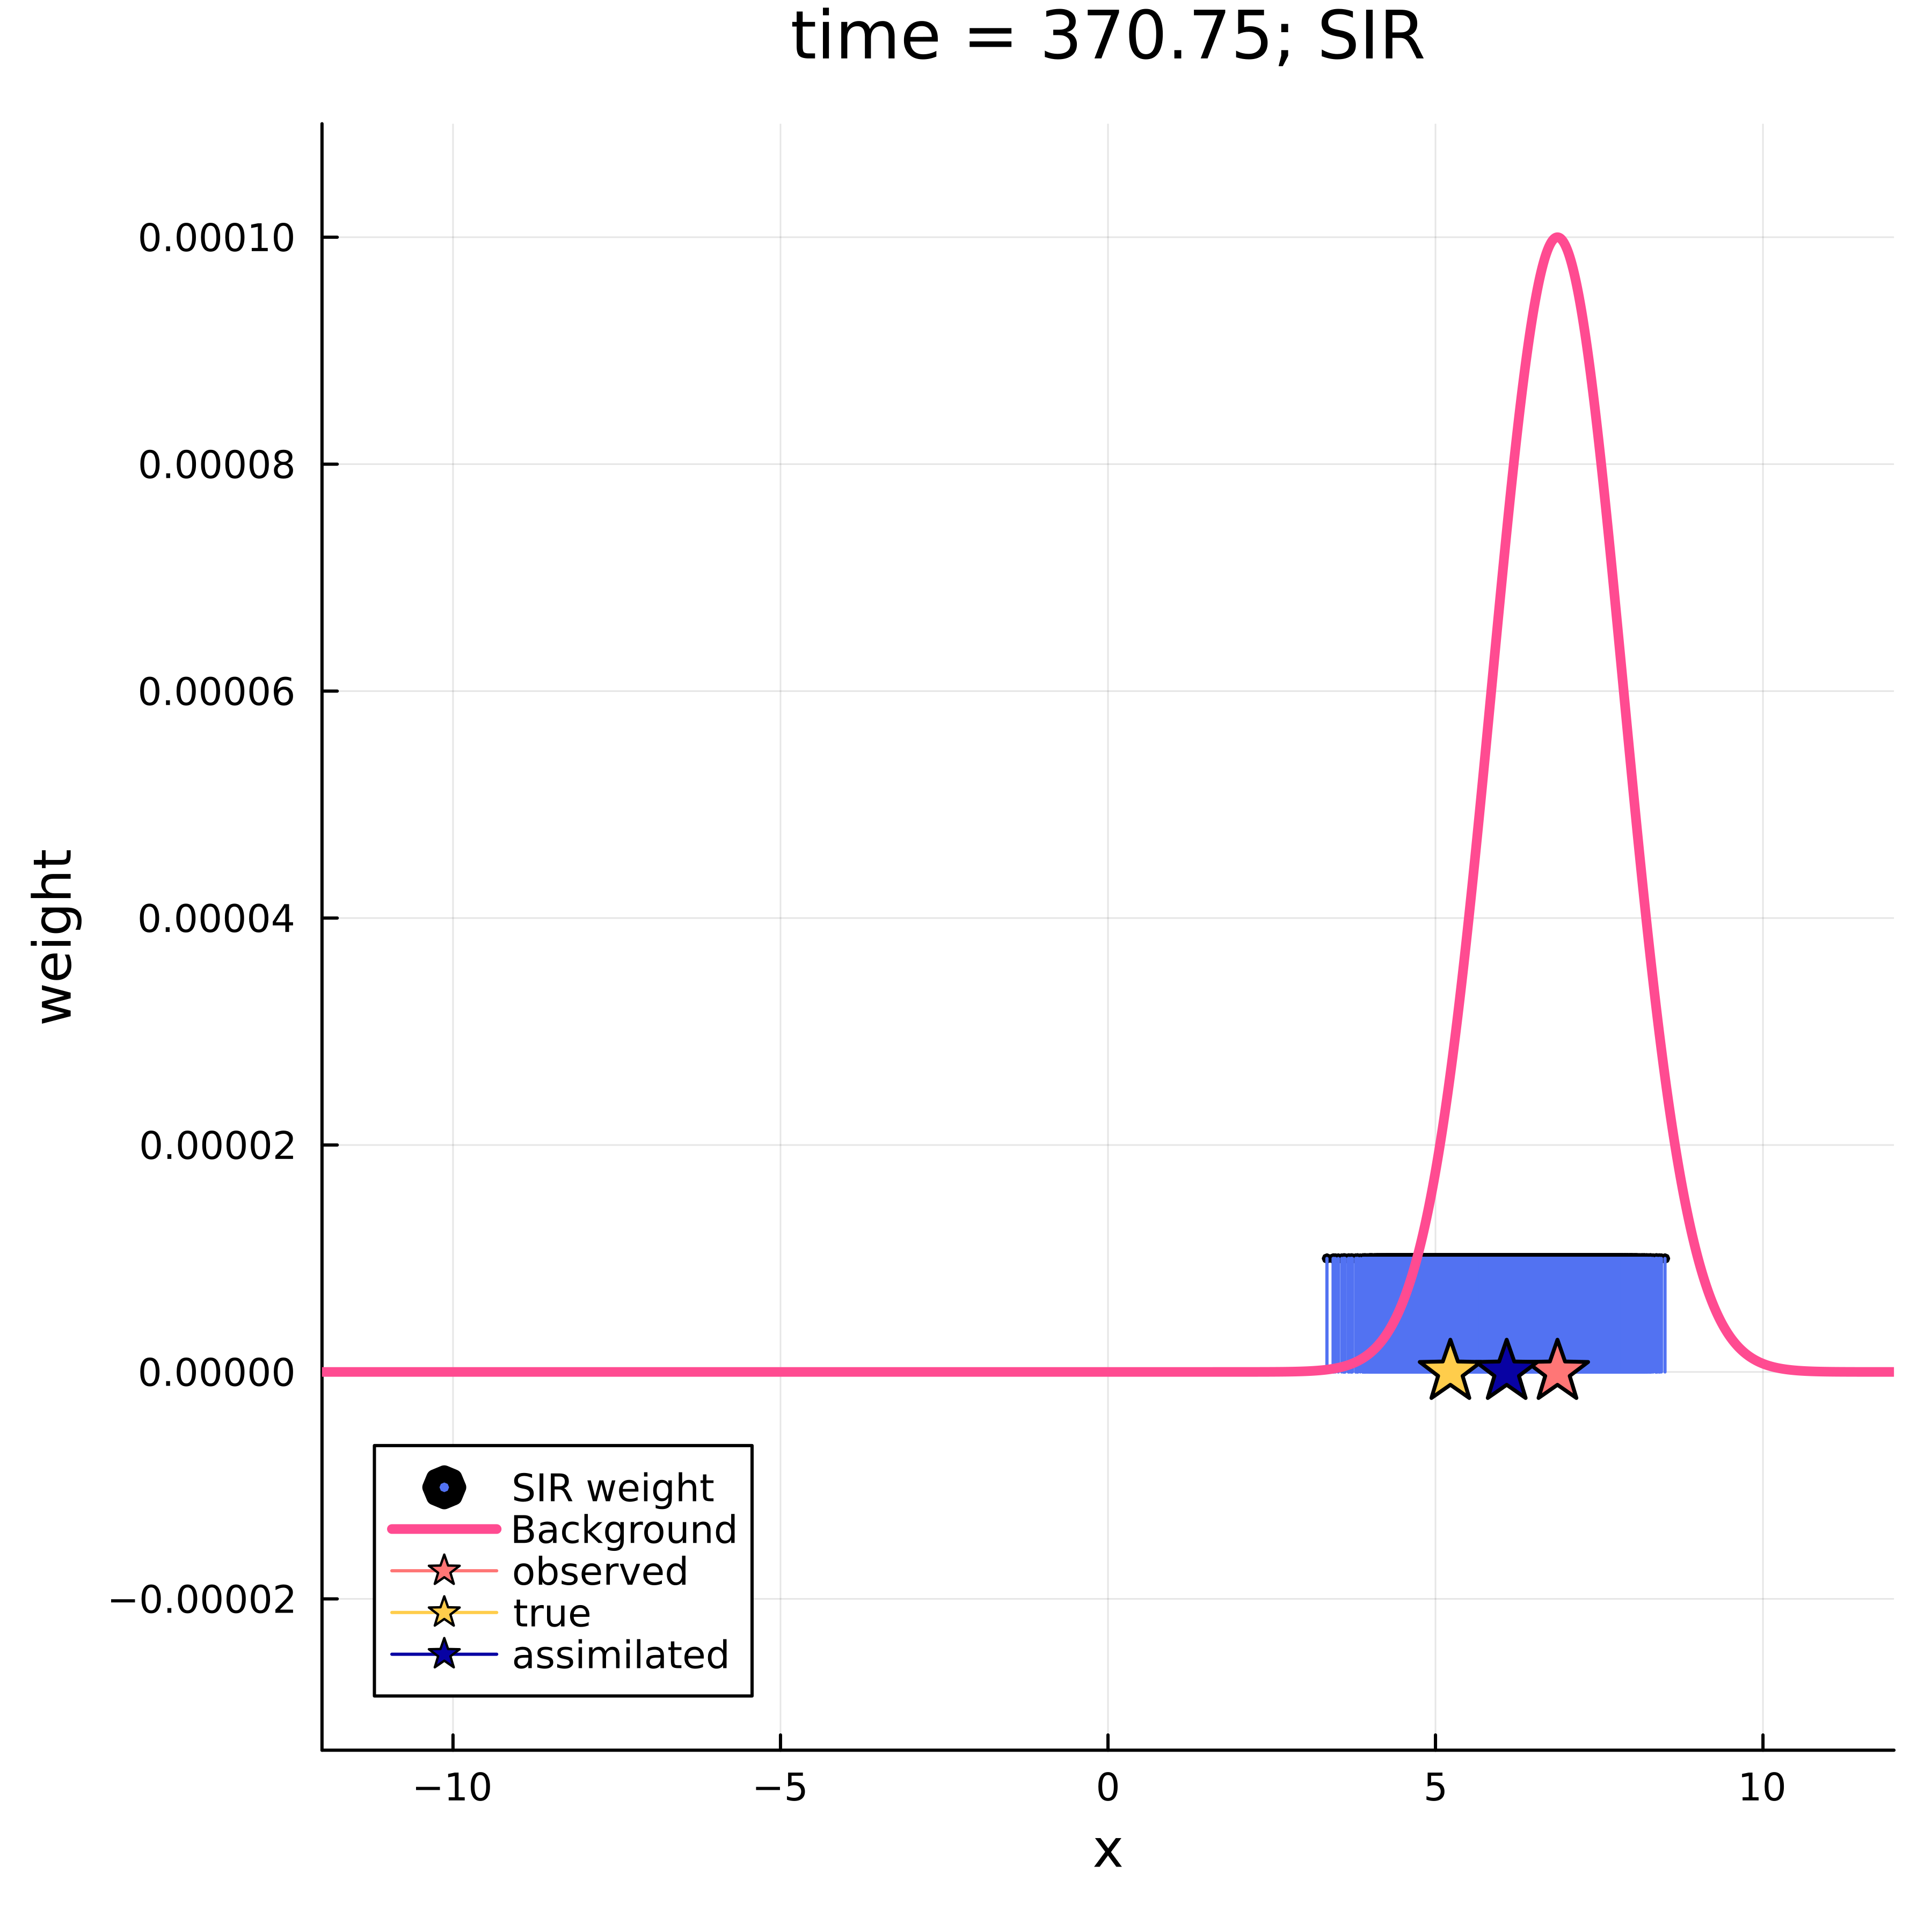 time = 370.75; SIR
weight
0.00010
0.00008
0.00006
0.00004
0.00002
0.00000
−0.00002
SIR weight
Background
observed
true
assimilated
−10 −5 0 5 10
x